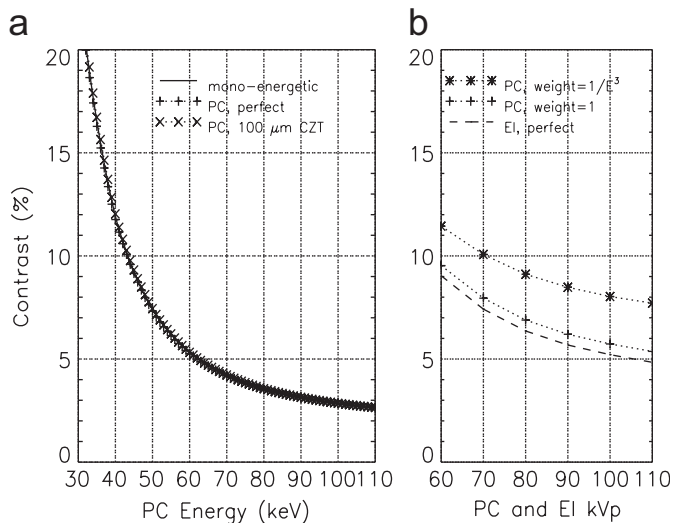 a
20
15
10
5
0
Contrast (%)
mono-energetic
PC, perfect
PC, 100 μm CZT
30 40 50 60 70 80 90 100 110
PC Energy (keV)
b
20
15
10
5
0
PC, weight=1/E³
PC, weight=1
EI, perfect
60 70 80 90 100 110
PC and EI kVp